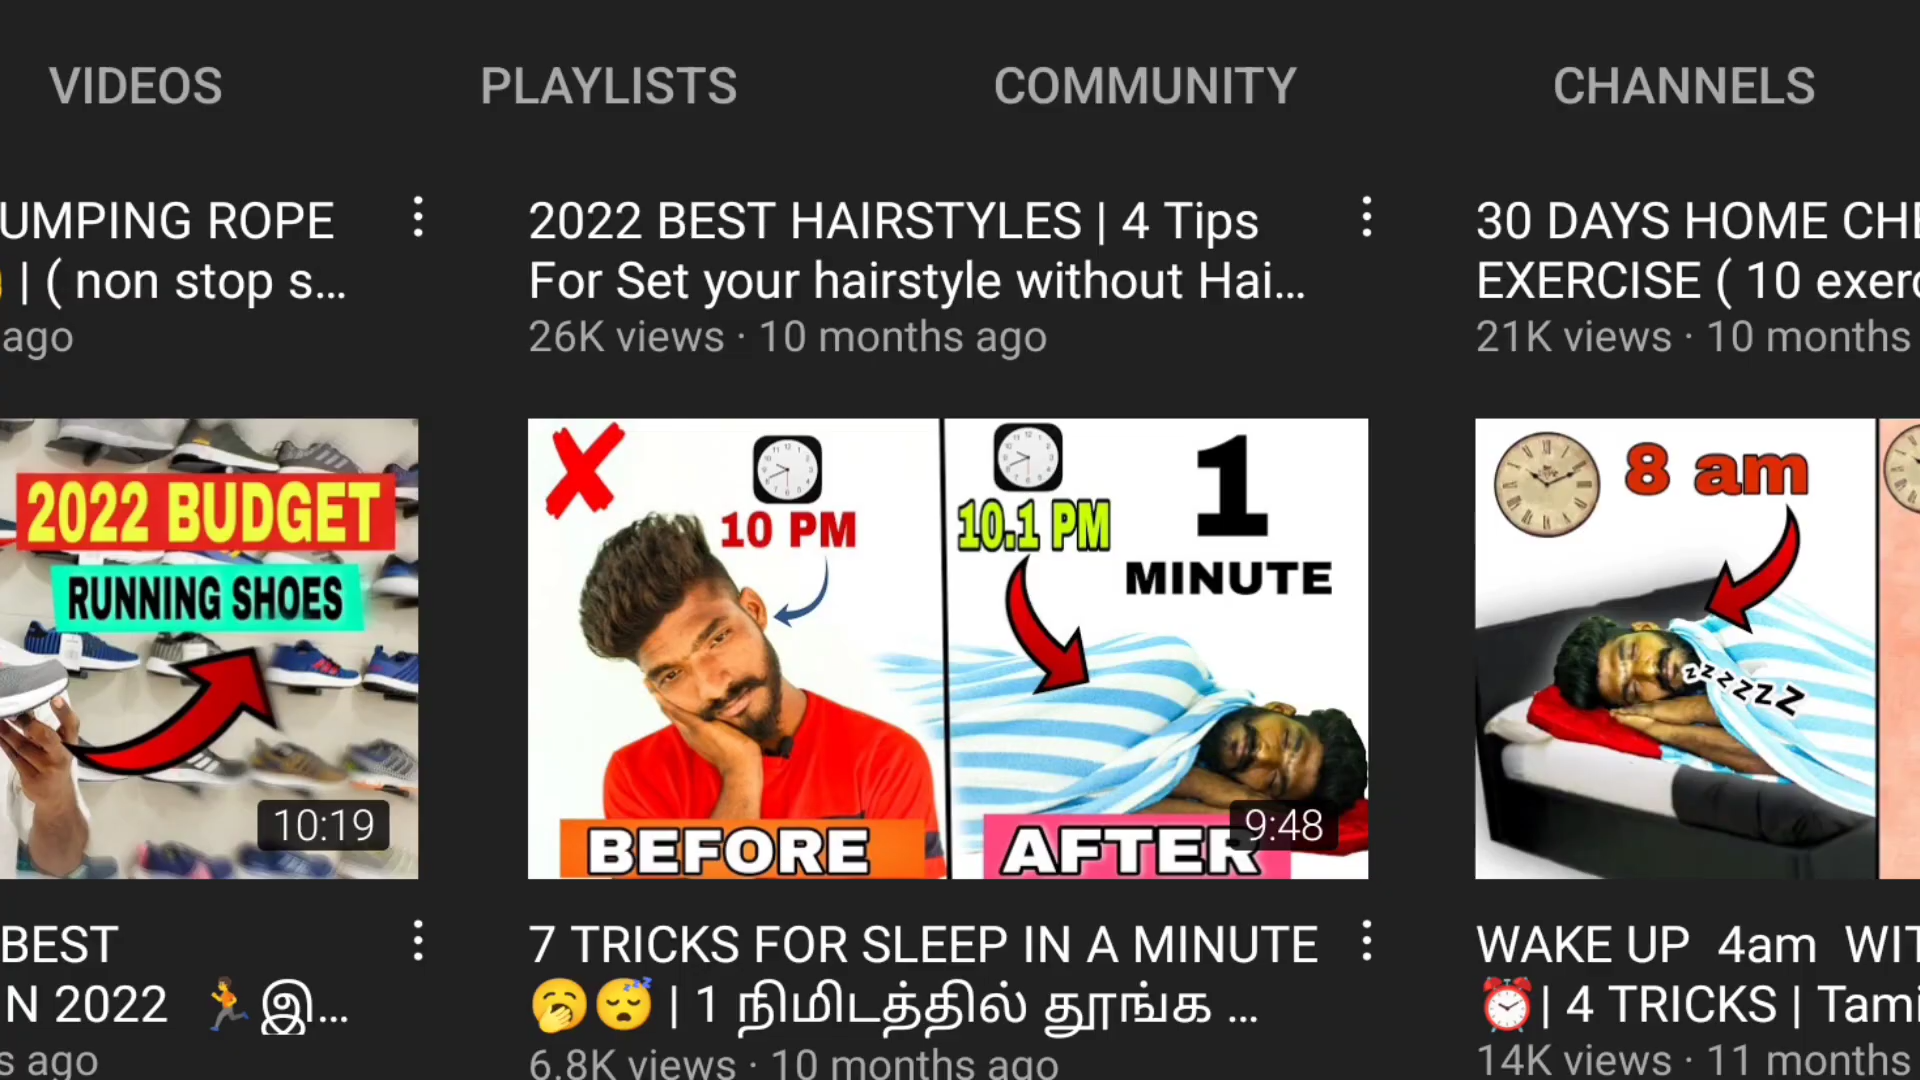 VIDEOS
PLAYLISTS
COMMUNITY
CHANNELS
UMPING ROPE
| ( non stop s...
ago
2022 BEST HAIRSTYLES | 4 Tips
For Set your hairstyle without Hai...
26K views · 10 months ago
30 DAYS HOME CH
EXERCISE ( 10 exerc
21K views · 10 months
2022 BUDGET
RUNNING SHOES
10:19
10 PM
BEFORE
10.1 PM
1
MINUTE
AFTER
9:48
8 am
zzzzzz
BEST
N 2022 🏃இ...
s ago
7 TRICKS FOR SLEEP IN A MINUTE
🥱😴 | 1 நிமிடத்தில் தூங்க ...
6.8K views · 10 months ago
WAKE UP 4am WIT
⏰| 4 TRICKS | Tami
14K views · 11 months